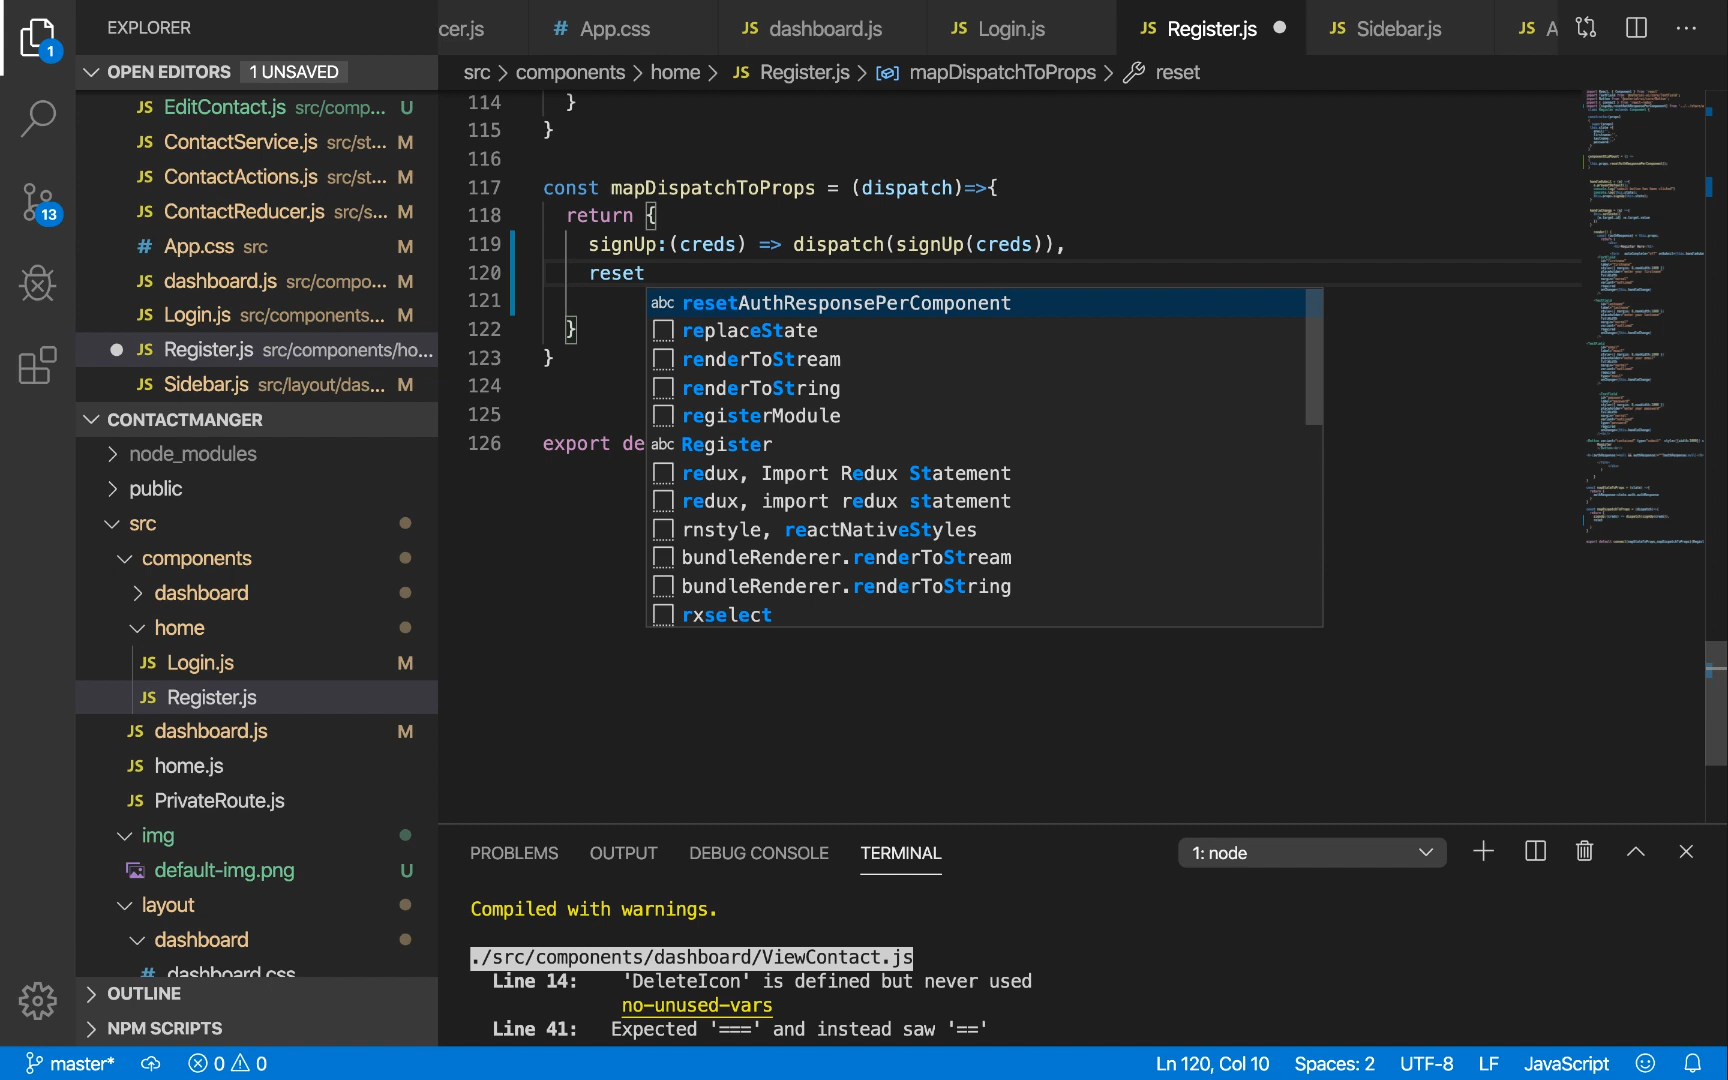 EXPLORER
cer.js
# App.css
JS dashboard.js
JS Login.js
JS Register.js
JS Sidebar.js
JS A
1
OPEN EDITORS 1 UNSAVED
src > components > home > JS Register.js > mapDispatchToProps > reset
JS EditContact.js src/comp... U
JS ContactService.js src/st... M
JS ContactActions.js src/st... M
JS ContactReducer.js src/s... M
# App.css src M
JS dashboard.js src/compo... M
JS Login.js src/components... M
JS Register.js src/components/ho...
JS Sidebar.js src/layout/das... M
13
CONTACTMANGER
node_modules
public
src
components
dashboard
home
JS Login.js M
JS Register.js
JS dashboard.js M
JS home.js
JS PrivateRoute.js
img
default-img.png U
layout
dashboard
# dashboard.css
OUTLINE
NPM SCRIPTS
114 }
115 }
116
117 const mapDispatchToProps = (dispatch)=>{
118 return {
119 signUp:(creds) => dispatch(signUp(creds)),
120 reset
121
122 }
123 }
124
125
126 export de
abc resetAuthResponsePerComponent
replaceState
renderToStream
renderToString
registerModule
abc Register
redux, Import Redux Statement
redux, import redux statement
rnstyle, reactNativeStyles
bundleRenderer.renderToStream
bundleRenderer.renderToString
rxselect
PROBLEMS OUTPUT DEBUG CONSOLE TERMINAL
1: node
Compiled with warnings.
./src/components/dashboard/ViewContact.js
Line 14: 'DeleteIcon' is defined but never used
no-unused-vars
Line 41: Expected '===' and instead saw '=='
master* 0 0
Ln 120, Col 10 Spaces: 2 UTF-8 LF JavaScript